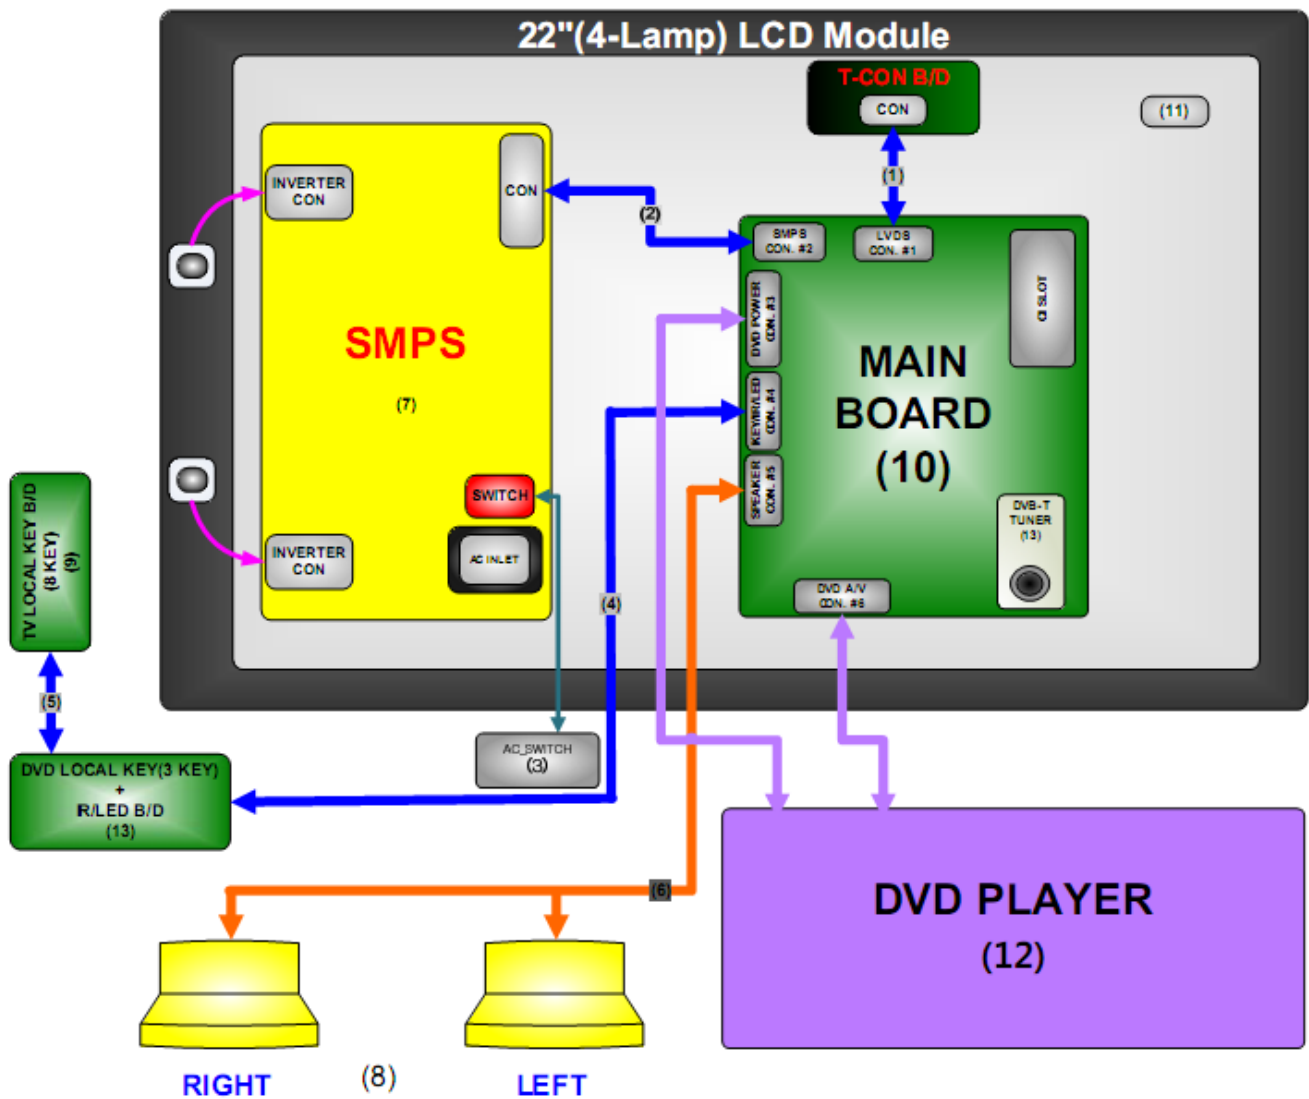 22"(4-Lamp) LCD Module
T-CON B/D
CON
(11)
(1)
INVERTER
CON
CON
(2)
SMPS
CON. #2
LVDS
CON. #1
CI SLOT
DVD POWER
CON. #3
SMPS
(7)
MAIN
BOARD
(10)
KEY/IR/LED
CON. #4
SPEAKER
CON. #5
SWITCH
AC INLET
INVERTER
CON
DVB-T
TUNER
(13)
DVD A/V
CON. #6
TV LOCAL KEY B/D
(8 KEY)
(9)
(4)
(5)
AC_SWITCH
(3)
DVD LOCAL KEY(3 KEY)
+
IR/LED B/D
(13)
(6)
DVD PLAYER
(12)
RIGHT
(8)
LEFT